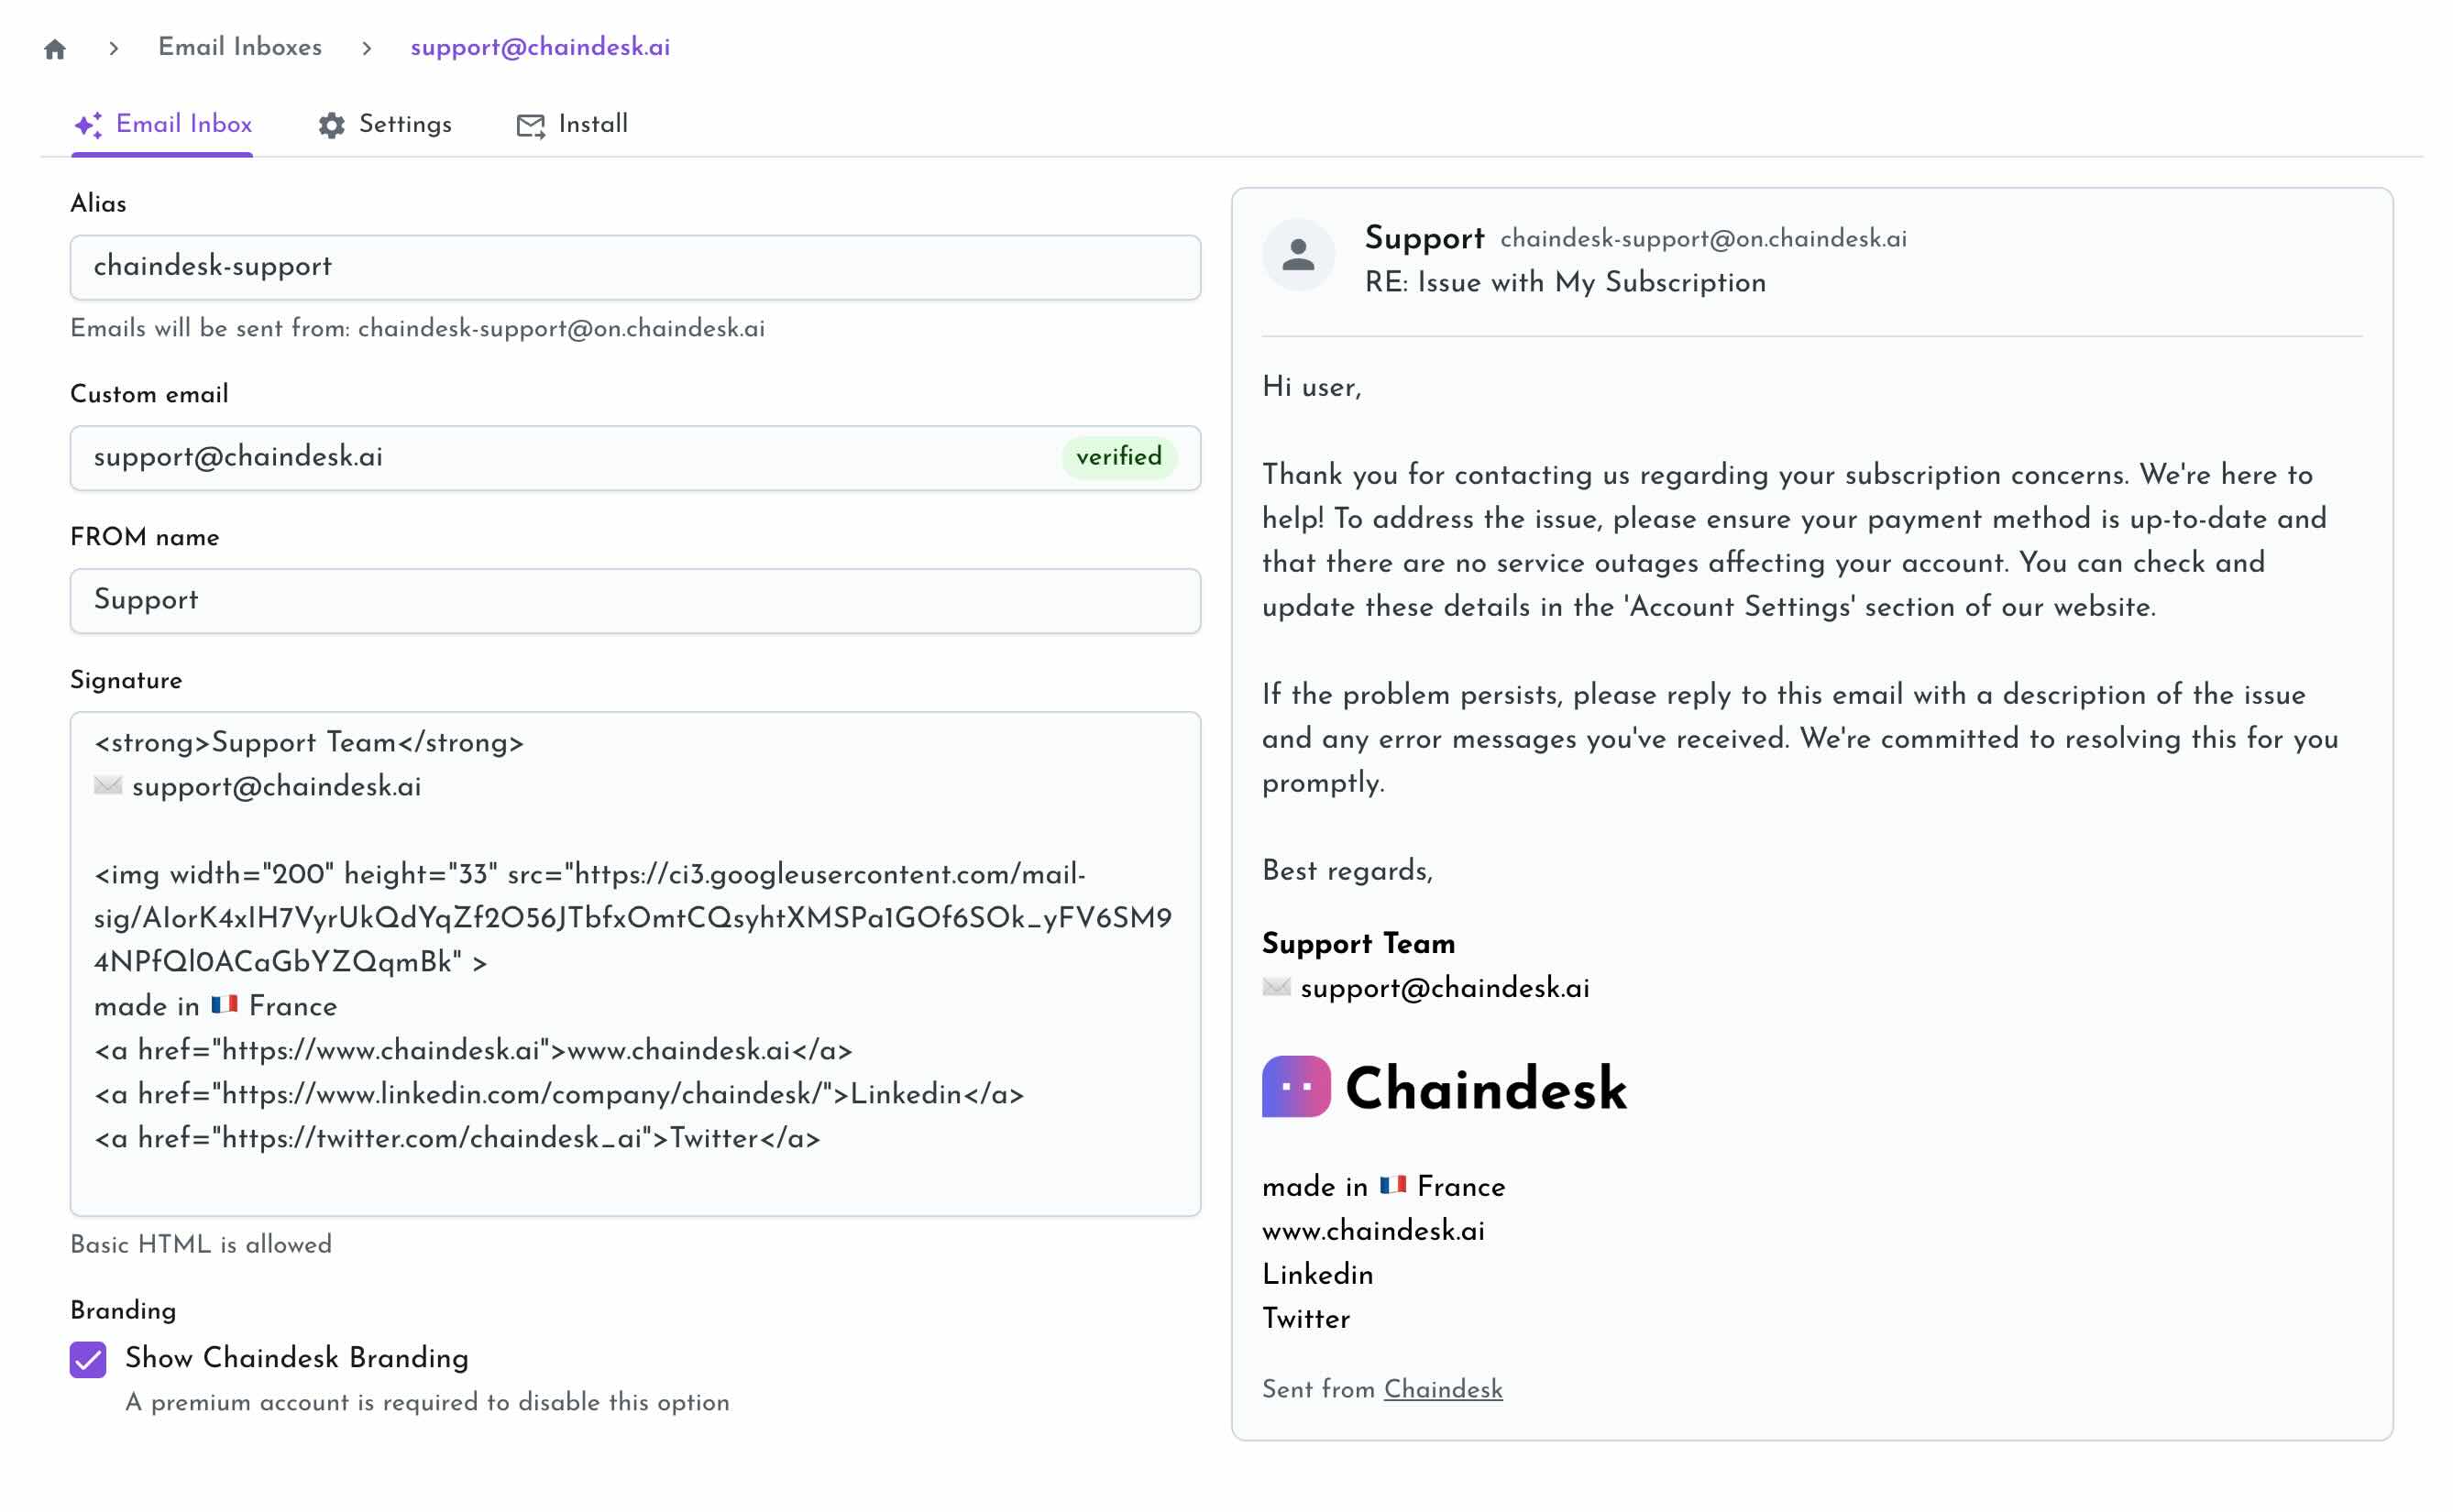 Email Inboxes
support@chaindesk.ai
Email Inbox
Settings
Install
Alias
chaindesk-support
Emails will be sent from: chaindesk-support@on.chaindesk.ai
Custom email
support@chaindesk.ai
verified
FROM name
Support
Signature
<strong>Support Team</strong>
✉️ support@chaindesk.ai
<img width="200" height="33" src="https://ci3.googleusercontent.com/mail-
sig/AIorK4xIH7VyrUkQdYqZf2O56JTbfxOmtCQsyhtXMSPa1GOf6SOk_yFV6SM9
4NPfQl0ACaGbYZQqmBk" >
made in 🇫🇷 France
<a href="https://www.chaindesk.ai">www.chaindesk.ai</a>
<a href="https://www.linkedin.com/company/chaindesk/">Linkedin</a>
<a href="https://twitter.com/chaindesk_ai">Twitter</a>
Basic HTML is allowed
Branding
Show Chaindesk Branding
A premium account is required to disable this option
Support chaindesk-support@on.chaindesk.ai
RE: Issue with My Subscription
Hi user,
Thank you for contacting us regarding your subscription concerns. We're here to
help! To address the issue, please ensure your payment method is up-to-date and
that there are no service outages affecting your account. You can check and
update these details in the 'Account Settings' section of our website.
If the problem persists, please reply to this email with a description of the issue
and any error messages you've received. We're committed to resolving this for you
promptly.
Best regards,
Support Team
✉️ support@chaindesk.ai
Chaindesk
made in 🇫🇷 France
www.chaindesk.ai
Linkedin
Twitter
Sent from Chaindesk